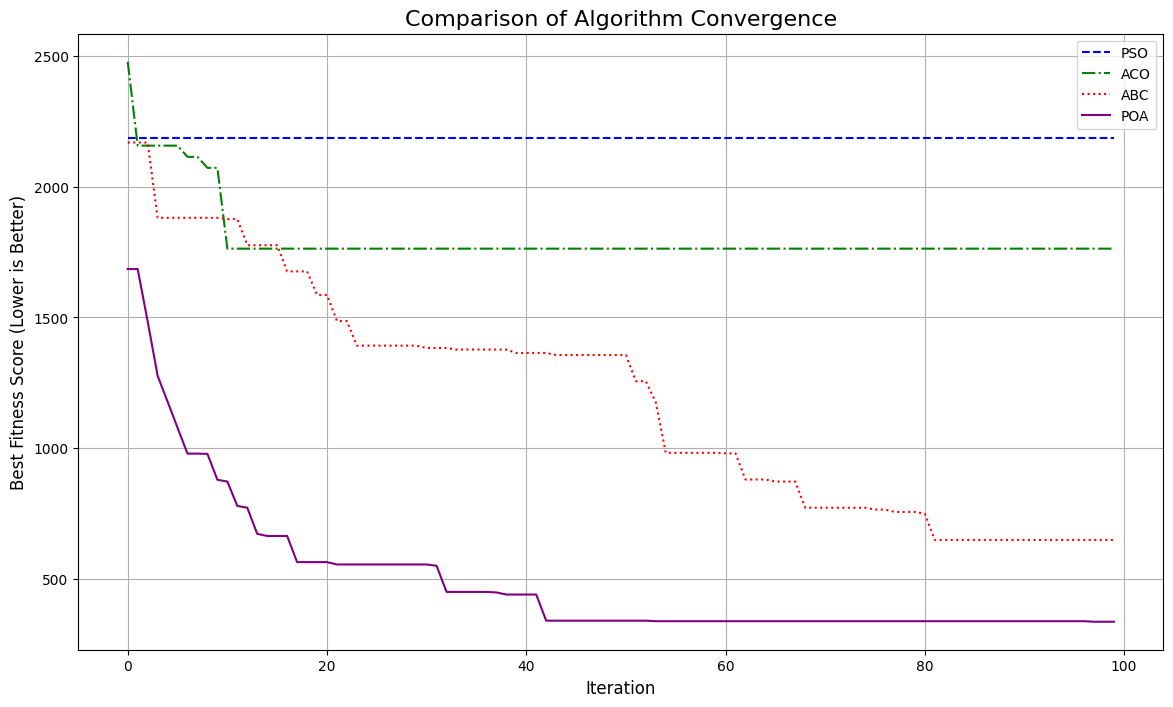 Comparison of Algorithm Convergence
PSO
ACO
ABC
POA
Best Fitness Score (Lower is Better)
2500
2000
1500
1000
500
0
20
40
60
80
100
Iteration